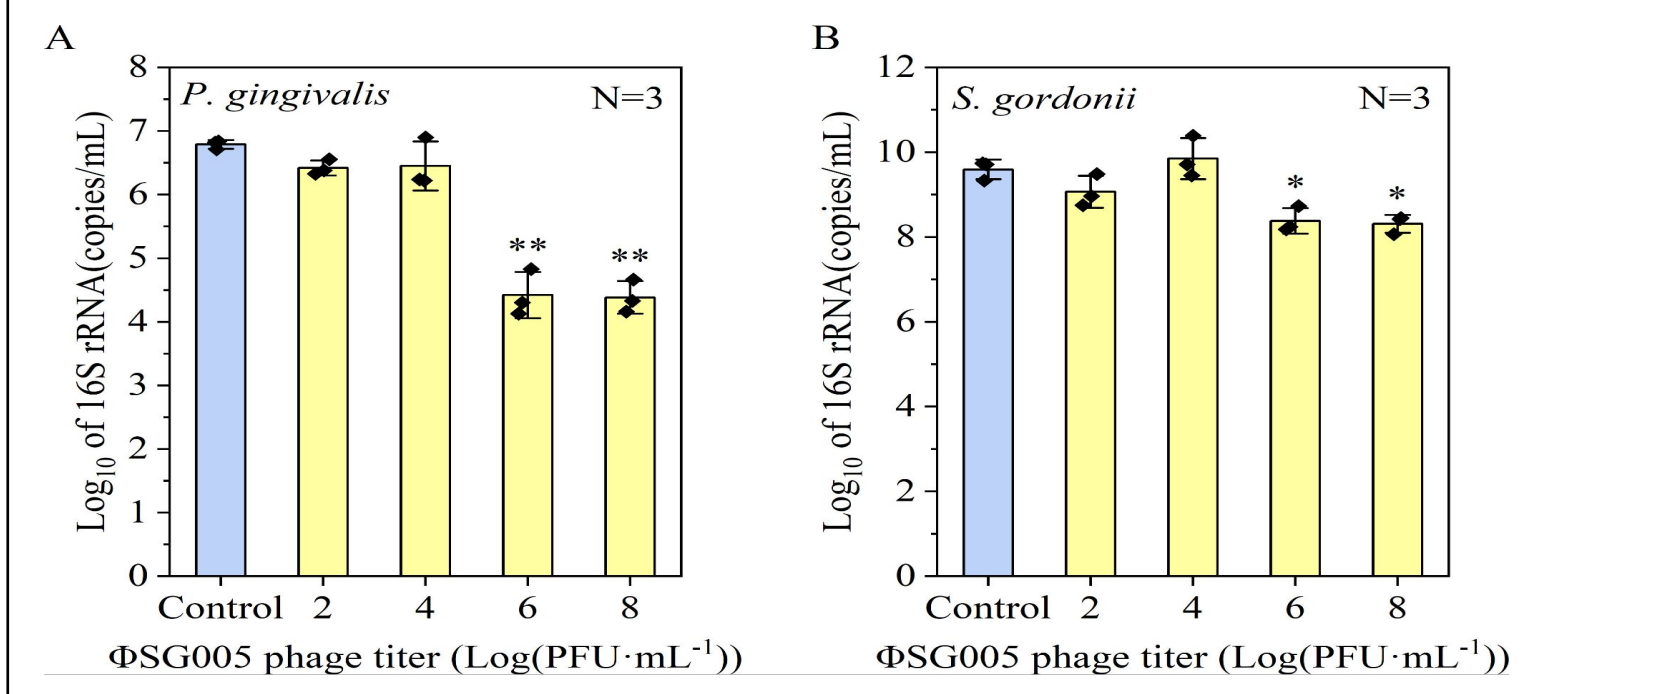 A
P. gingivalis
N=3
Log10 of 16S rRNA(copies/mL)
8
7
6
5
4
3
2
1
0
**
**
Control 2 4 6 8
ΦSG005 phage titer (Log(PFU·mL-1))
B
S. gordonii
N=3
Log10 of 16S rRNA(copies/mL)
12
10
8
6
4
2
0
*
*
Control 2 4 6 8
ΦSG005 phage titer (Log(PFU·mL-1))